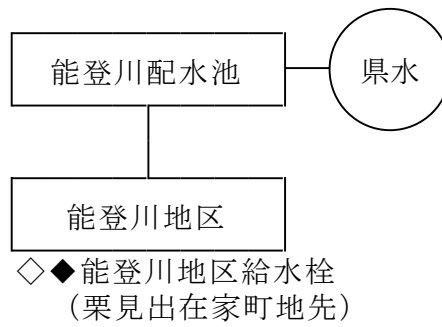 能登川配水池
県水
能登川地区
◇◆能登川地区給水栓
（栗見出在家町地先）